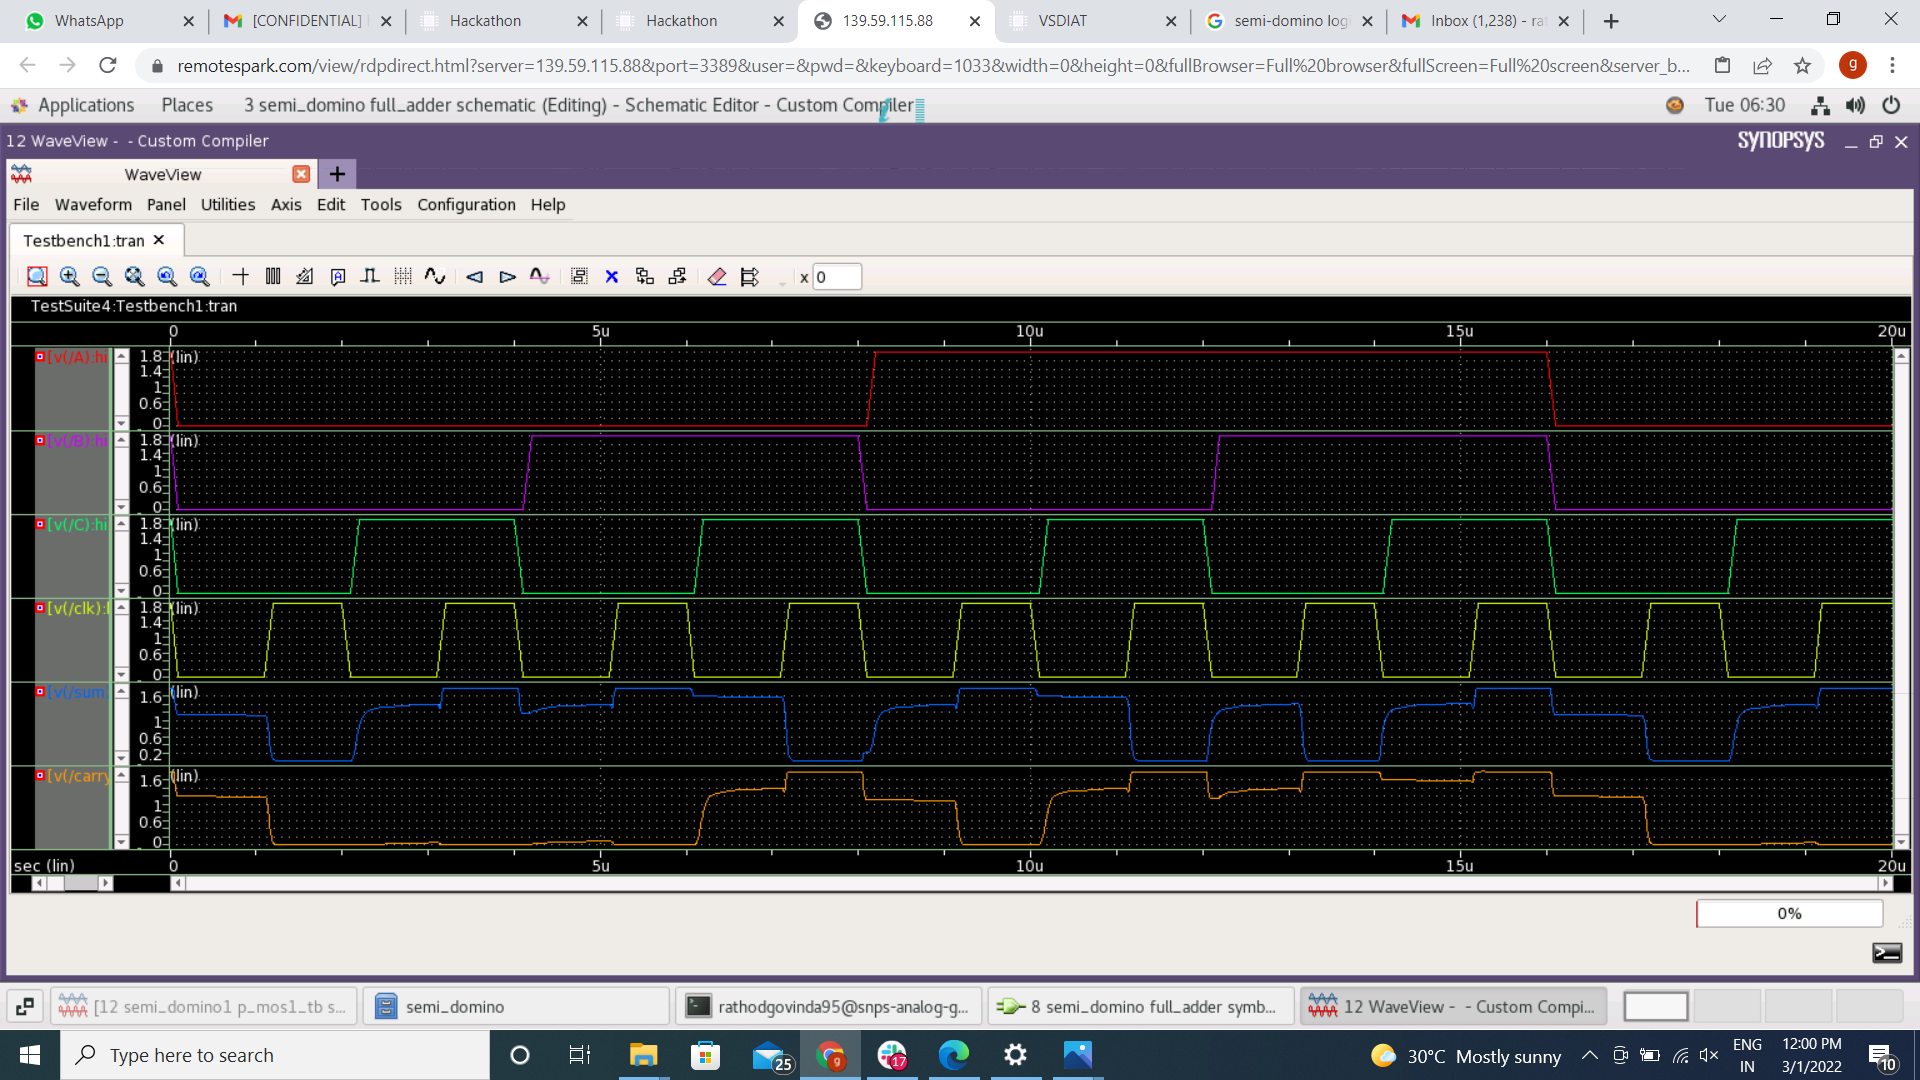 WhatsApp
[CONFIDENTIAL]
Hackathon
Hackathon
139.59.115.88
VSDIAT
semi-domino log
Inbox (1,238) - rat
remotespark.com/view/rdpdirect.html?server=139.59.115.88&port=3389&user=&pwd=&keyboard=1033&width=0&height=0&fullBrowser=Full%20browser&fullScreen=Full%20screen&server_b...
g
Applications Places 3 semi_domino full_adder schematic (Editing) - Schematic Editor - Custom Compiler
Tue 06:30
12 WaveView - - Custom Compiler
SYNOPSYS
WaveView
File Waveform Panel Utilities Axis Edit Tools Configuration Help
Testbench1:tran
x 0
TestSuite4:Testbench1:tran
0 5u 10u 15u 20u
[v(/A):hi
1.8 (lin)
1.4
1
0.6
0
[v(/B):hi
1.8 (lin)
1.4
1
0.6
0
[v(/C):hi
1.8 (lin)
1.4
1
0.6
0
[v(/clk):l
1.8 (lin)
1.4
1
0.6
0
[v(/sum)
(lin)
1.6
1
0.6
0.2
[v(/carry
(lin)
1.6
1
0.6
0
sec (lin)
0 5u 10u 15u 20u
0%
[12 semi_domino1 p_mos1_tb s...
semi_domino
rathodgovinda95@snps-analog-g...
8 semi_domino full_adder symb...
12 WaveView - - Custom Compi...
Type here to search
25
g
17
30°C Mostly sunny
ENG
IN
12:00 PM
3/1/2022
10